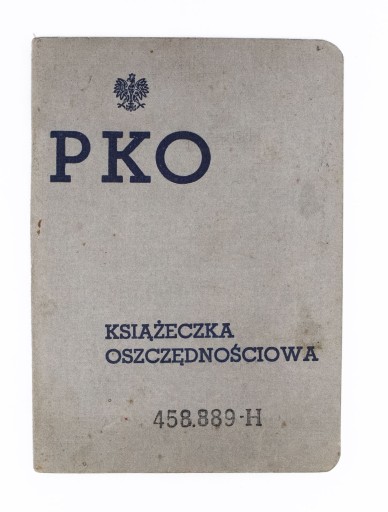 PKO
KSIĄŻECZKA
OSZCZĘDNOŚCIOWA
458.889-H